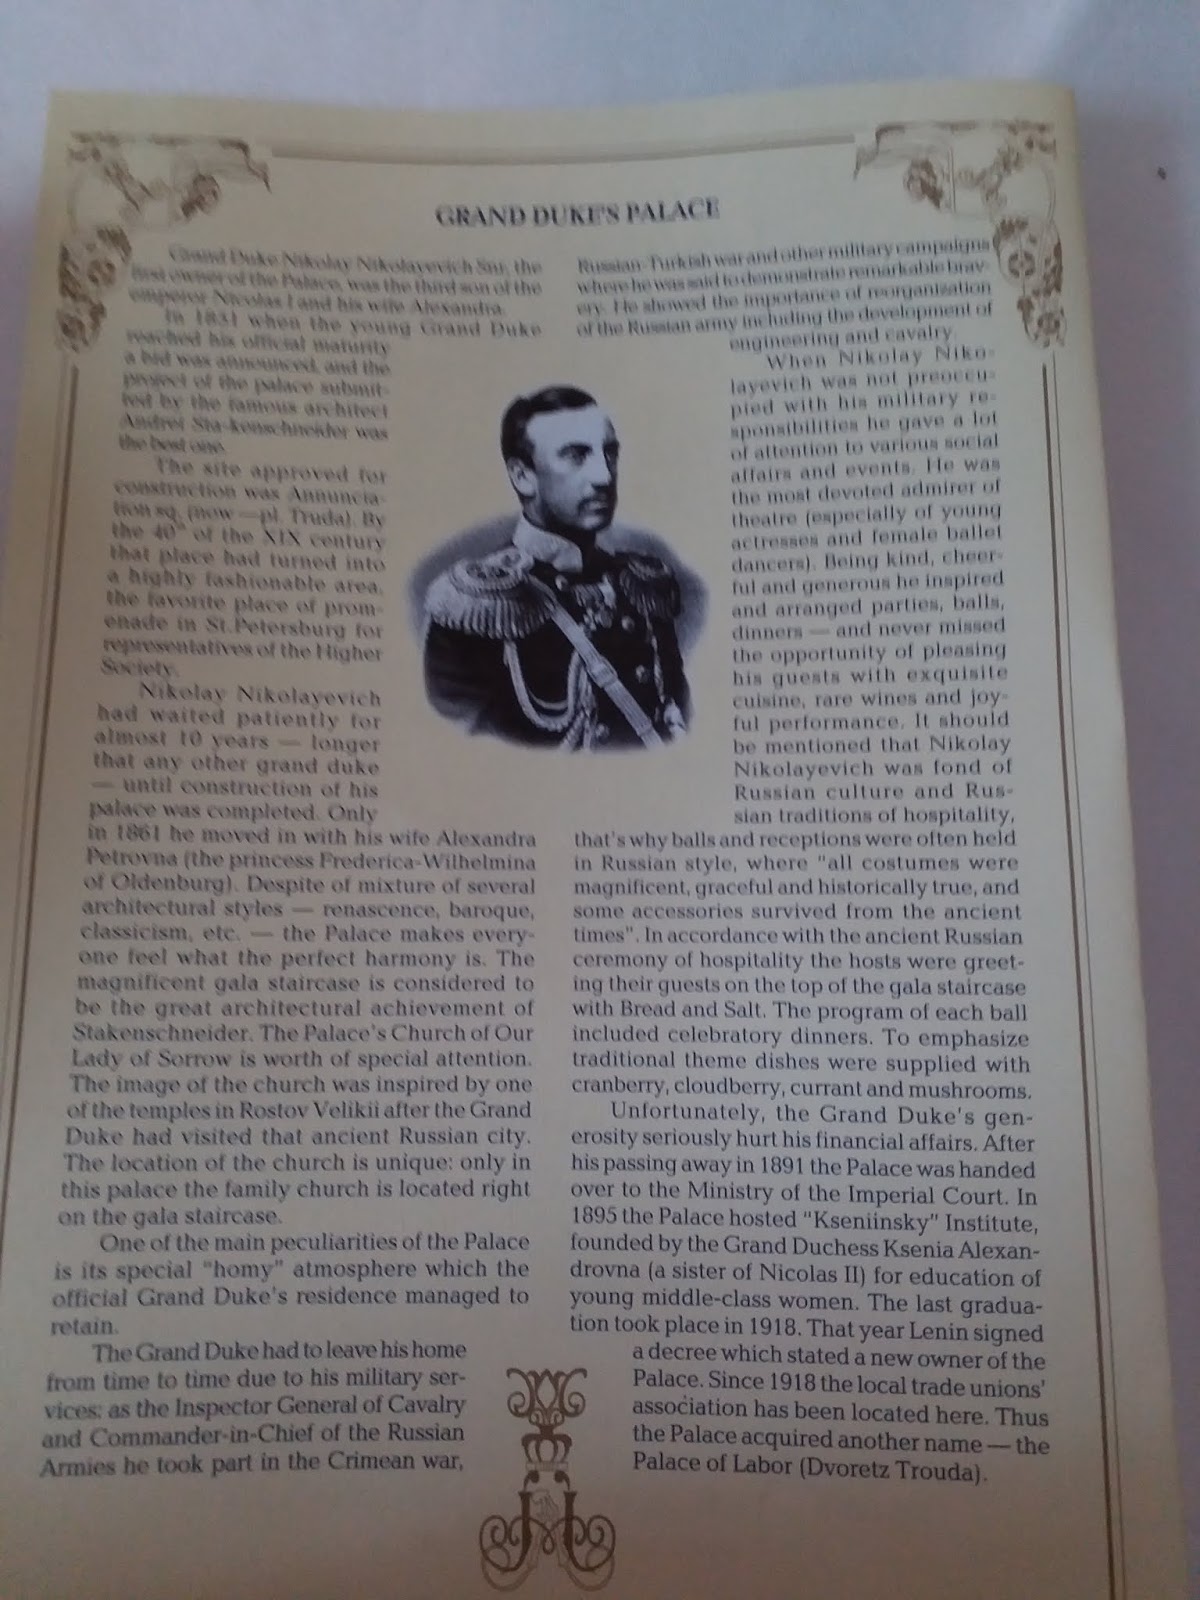 GRAND DUKE'S PALACE
Grand Duke Nikolay Nikolayevich Snr, the
first owner of the Palace, was the third son of the
emperor Nicolas I and his wife Alexandra.
In 1851 when the young Grand Duke
reached his official maturity
a bid was announced, and the
project of the palace submit-
ted by the famous architect
Andrei Sta-kenschneider was
the best one.
The site approved for
construction was Annuncia-
tion sq. (now —pl. Truda). By
the 40" of the XIX century
that place had turned into
a highly fashionable area,
the favorite place of prom-
enade in St.Petersburg for
representatives of the Higher
Society.
Nikolay Nikolayevich
had waited patiently for
almost 10 years — longer
that any other grand duke
— until construction of his
palace was completed. Only
in 1861 he moved in with his wife Alexandra
Petrovna (the princess Frederica-Wilhelmina
of Oldenburg). Despite of mixture of several
architectural styles — renascence, baroque,
classicism, etc. — the Palace makes every-
one feel what the perfect harmony is. The
magnificent gala staircase is considered to
be the great architectural achievement of
Stakenschneider. The Palace's Church of Our
Lady of Sorrow is worth of special attention.
The image of the church was inspired by one
of the temples in Rostov Velikii after the Grand
Duke had visited that ancient Russian city.
The location of the church is unique: only in
this palace the family church is located right
on the gala staircase.
One of the main peculiarities of the Palace
is its special "homy" atmosphere which the
official Grand Duke's residence managed to
retain.
The Grand Duke had to leave his home
from time to time due to his military ser-
vices: as the Inspector General of Cavalry
and Commander-in-Chief of the Russian
Armies he took part in the Crimean war,
Russian-Turkish war and other military campaigns
where he was said to demonstrate remarkable brav-
ery. He showed the importance of reorganization
of the Russian army including the development of
engineering and cavalry.
When Nikolay Niko-
layevich was not preoccu-
pied with his military re-
sponsibilities he gave a lot
of attention to various social
affairs and events. He was
the most devoted admirer of
theatre (especially of young
actresses and female ballet
dancers). Being kind, cheer-
ful and generous he inspired
and arranged parties, balls,
dinners — and never missed
the opportunity of pleasing
his guests with exquisite
cuisine, rare wines and joy-
ful performance. It should
be mentioned that Nikolay
Nikolayevich was fond of
Russian culture and Rus-
sian traditions of hospitality,
that's why balls and receptions were often held
in Russian style, where "all costumes were
magnificent, graceful and historically true, and
some accessories survived from the ancient
times". In accordance with the ancient Russian
ceremony of hospitality the hosts were greet-
ing their guests on the top of the gala staircase
with Bread and Salt. The program of each ball
included celebratory dinners. To emphasize
traditional theme dishes were supplied with
cranberry, cloudberry, currant and mushrooms.
Unfortunately, the Grand Duke's gen-
erosity seriously hurt his financial affairs. After
his passing away in 1891 the Palace was handed
over to the Ministry of the Imperial Court. In
1895 the Palace hosted "Kseniinsky" Institute,
founded by the Grand Duchess Ksenia Alexan-
drovna (a sister of Nicolas II) for education of
young middle-class women. The last gradua-
tion took place in 1918. That year Lenin signed
a decree which stated a new owner of the
Palace. Since 1918 the local trade unions'
association has been located here. Thus
the Palace acquired another name — the
Palace of Labor (Dvoretz Trouda).